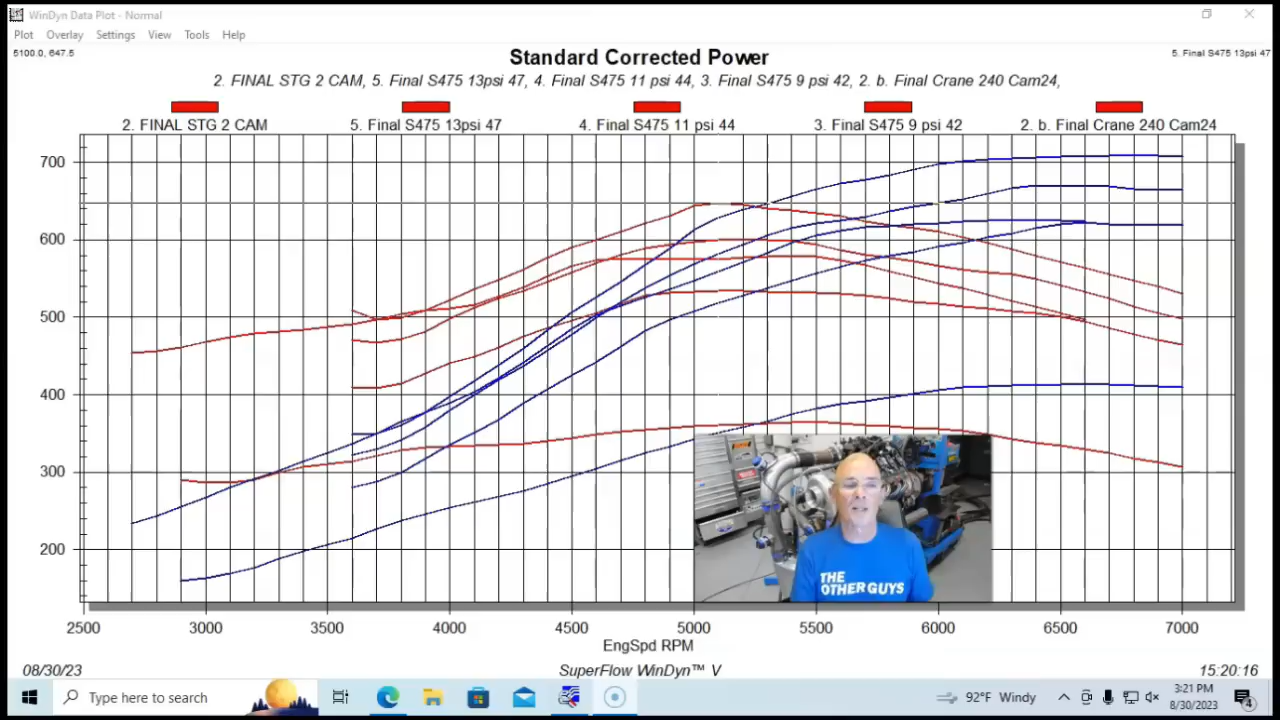 WinDyn Data Plot - Normal
Plot Overlay Settings View Tools Help
5100.0, 647.5
5. Final S475 13psi 47
Standard Corrected Power
2. FINAL STG 2 CAM, 5. Final S475 13psi 47, 4. Final S475 11 psi 44, 3. Final S475 9 psi 42, 2. b. Final Crane 240 Cam24,
2. FINAL STG 2 CAM 5. Final S475 13psi 47 4. Final S475 11 psi 44 3. Final S475 9 psi 42 2. b. Final Crane 240 Cam24
700
600
500
400
300
200
THE
OTHER GUYS
2500 3000 3500 4000 4500 5000 5500 6000 6500 7000
EngSpd RPM
08/30/23 SuperFlow WinDyn™ V 15:20:16
Type here to search
92°F Windy
3:21 PM
8/30/2023
4